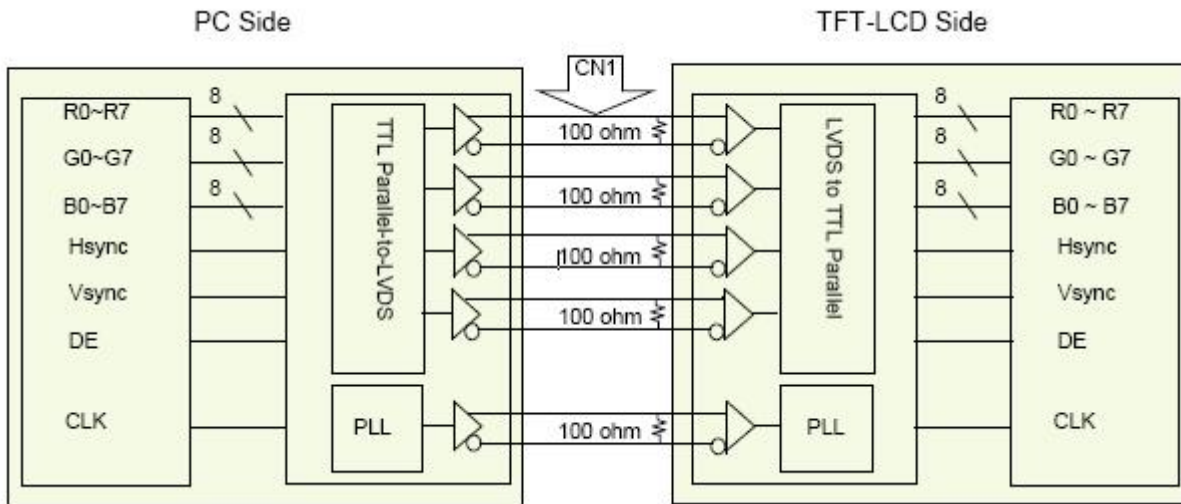 PC Side
TFT-LCD Side
CN1
R0~R7
8
G0~G7
8
B0~B7
8
Hsync
Vsync
DE
CLK
TTL Parallel-to-LVDS
PLL
100 ohm
100 ohm
100 ohm
100 ohm
100 ohm
LVDS to TTL Parallel
PLL
8
R0 ~ R7
8
G0 ~ G7
8
B0 ~ B7
Hsync
Vsync
DE
CLK